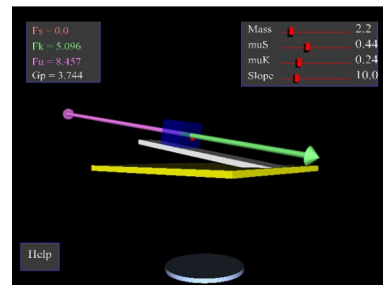 Fs = 0.0
Fk = 5.096
Fu = 8.457
Gp = 3.744
Mass 2.2
muS 0.44
muK 0.24
Slope 10.0
Help